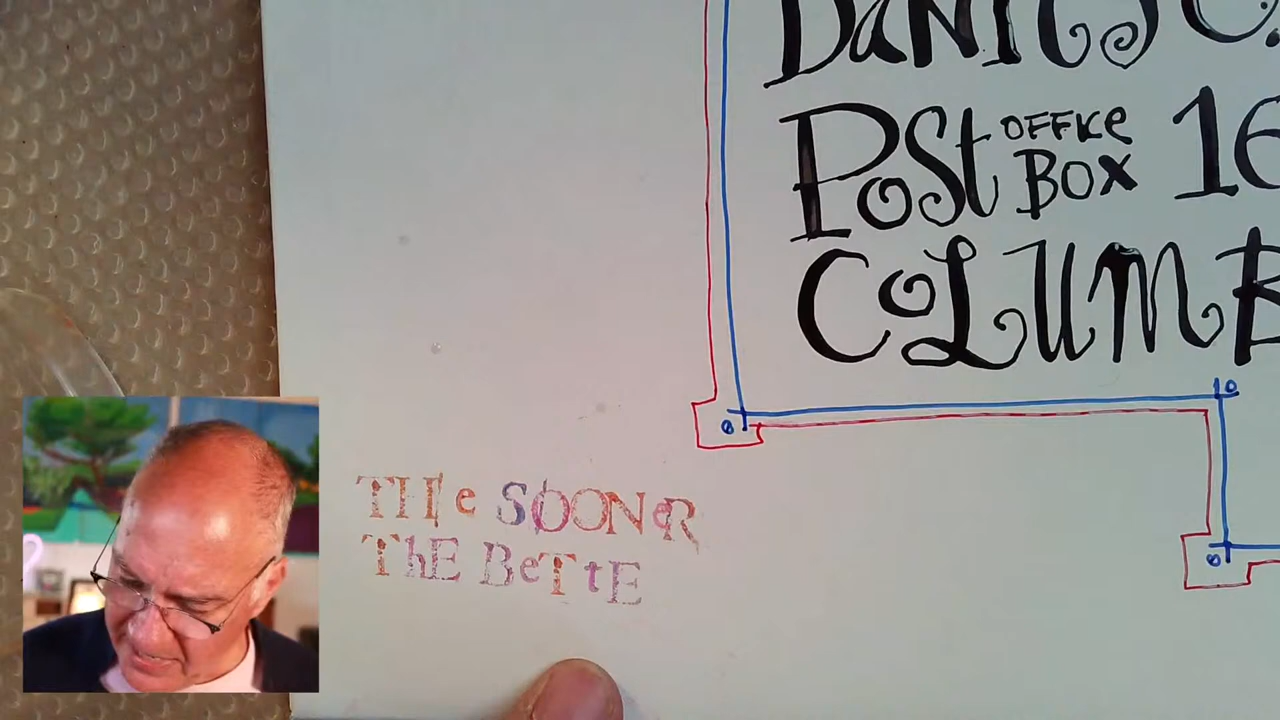 Post OFFICE BOX 16
COLUMB
THe SOONeR
ThE BeTtE